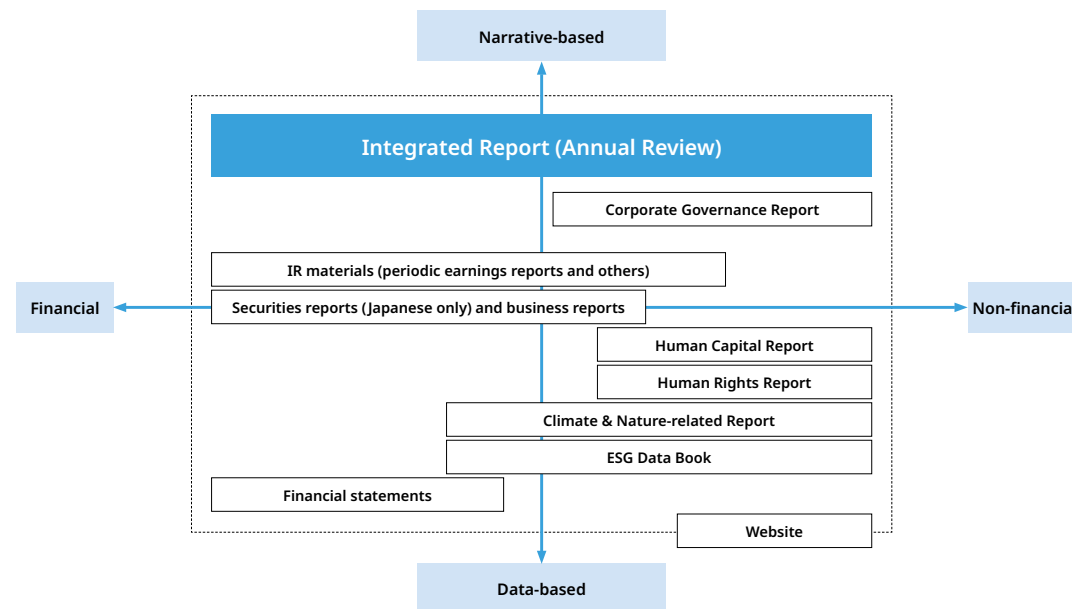 Narrative-based
Integrated Report (Annual Review)
Corporate Governance Report
IR materials (periodic earnings reports and others)
Financial
Securities reports (Japanese only) and business reports
Non-financia
Human Capital Report
Human Rights Report
Climate & Nature-related Report
ESG Data Book
Financial statements
Website
Data-based